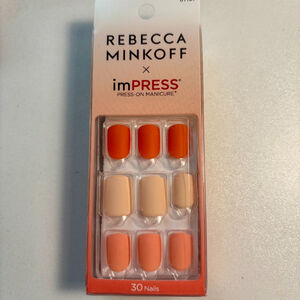 REBECCA
MINKOFF
×
imPRESS®
PRESS-ON MANICURE®
30 Nails